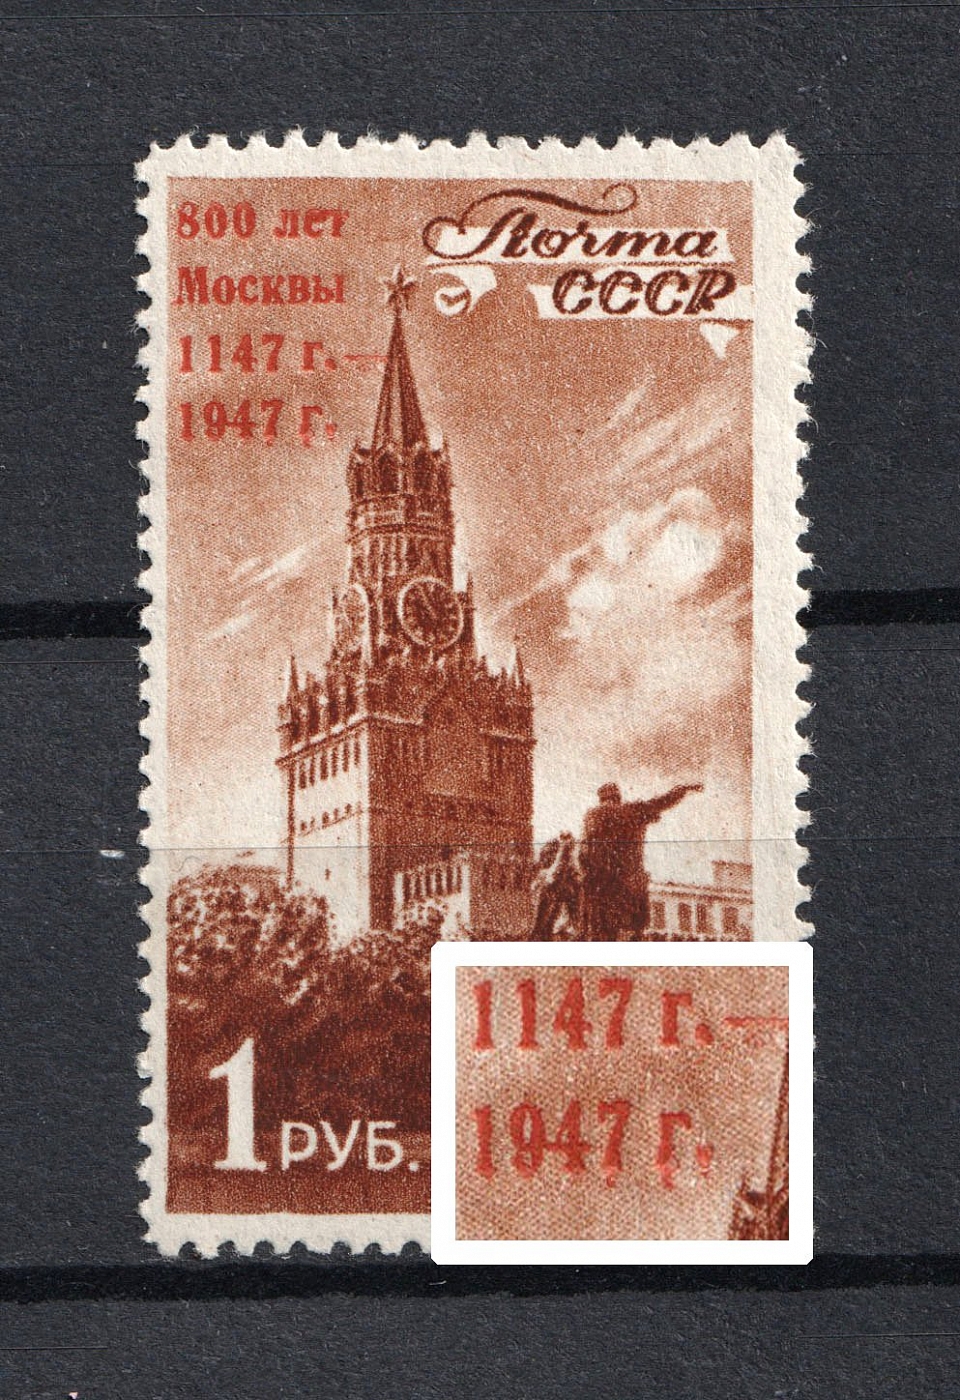 800 лет
Москвы
1147 г. —
1947 г.
Почта
СССР
1 РУБ.
1147 г. —
1947 г.